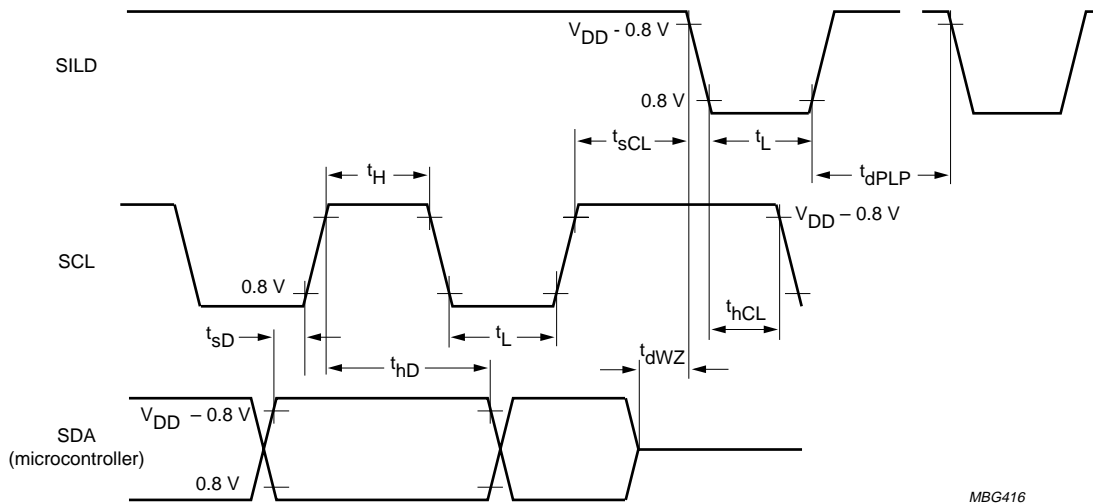 V_DD - 0.8 V
SILD
0.8 V
t_sCL
t_L
t_H
t_dPLP
V_DD – 0.8 V
SCL
0.8 V
t_hCL
t_sD
t_L
t_dWZ
t_hD
V_DD – 0.8 V
SDA
(microcontroller)
0.8 V
MBG416